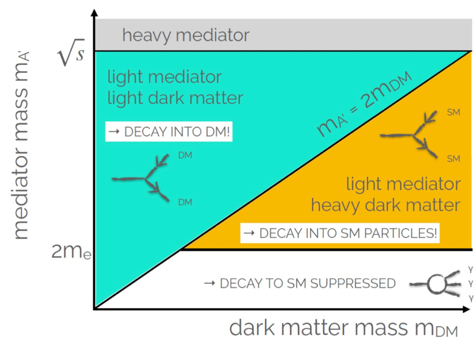 heavy mediator
√s
light mediator
light dark matter
→ DECAY INTO DM!
DM
DM
mA' = 2mDM
SM
SM
light mediator
heavy dark matter
→ DECAY INTO SM PARTICLES!
2me
→ DECAY TO SM SUPPRESSED
γ
γ
γ
mediator mass mA'
dark matter mass mDM